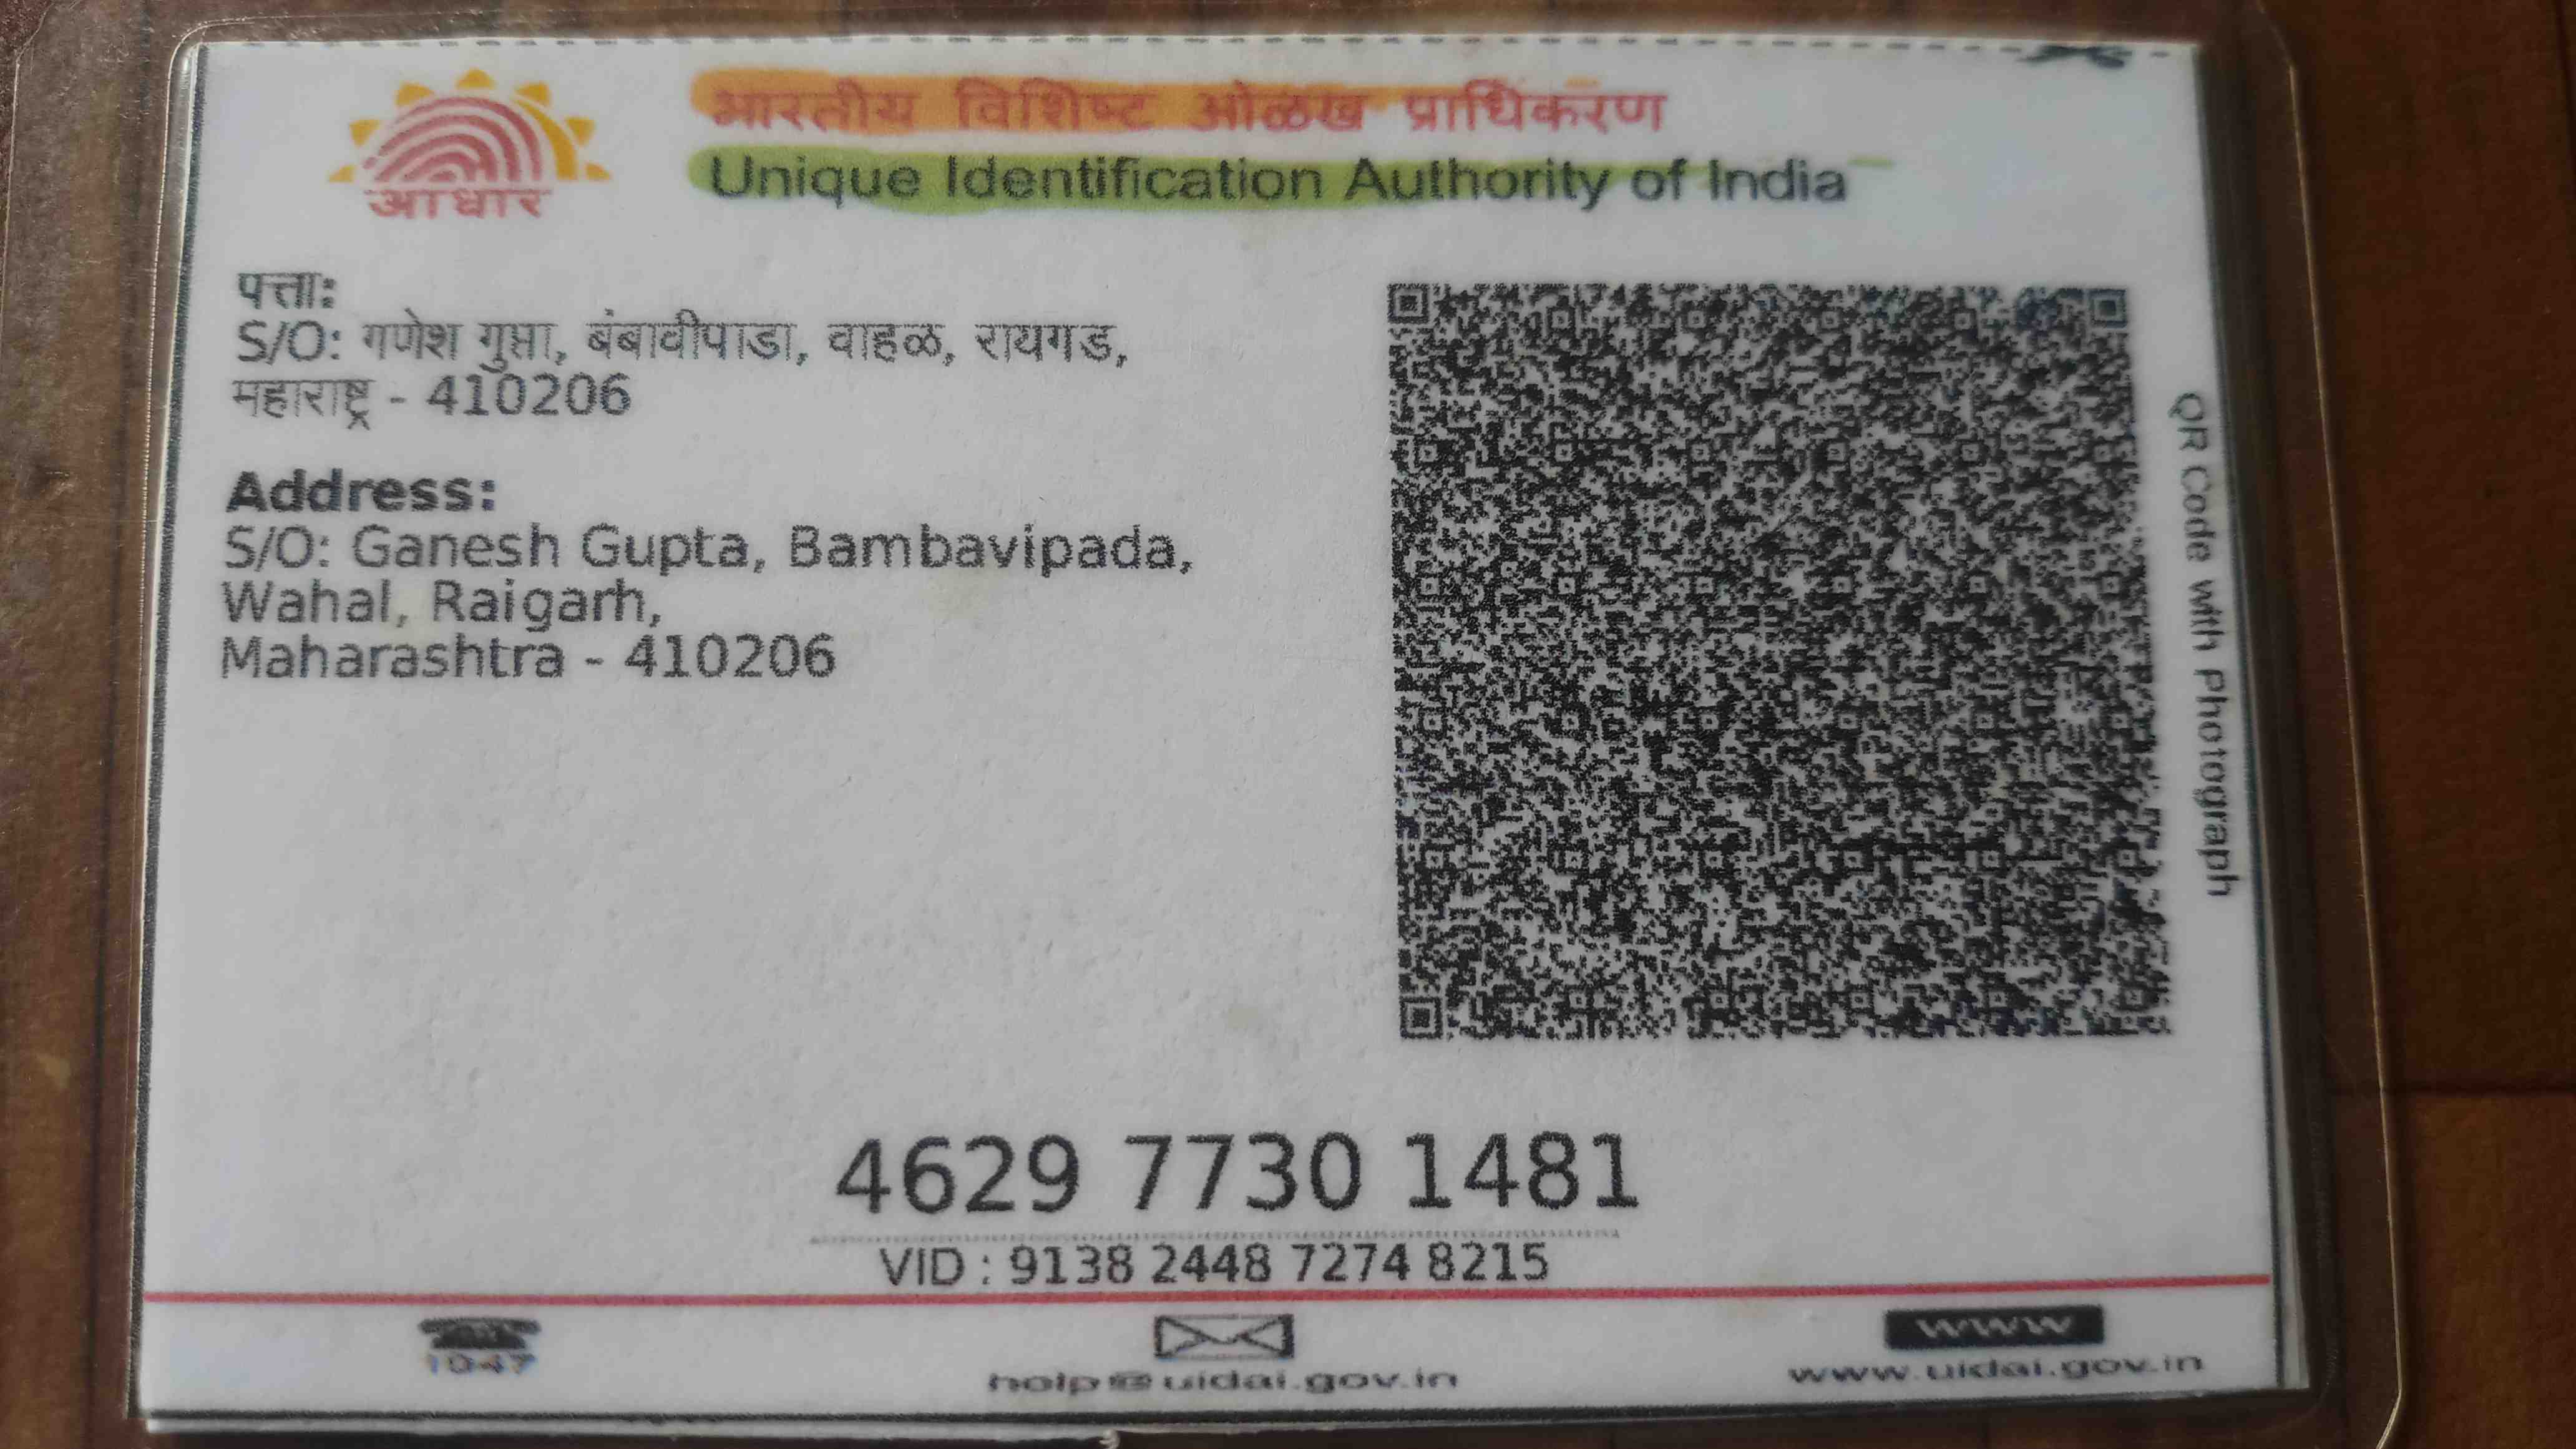 आधार
भारतीय विशिष्ट ओळख प्राधिकरण
Unique Identification Authority of India
पत्ता:
S/O: गणेश गुप्ता, बंबावीपाडा, वाहळ, रायगड,
महाराष्ट्र - 410206
Address:
S/O: Ganesh Gupta, Bambavipada,
Wahal, Raigarh,
Maharashtra - 410206
QR Code with Photograph
4629 7730 1481
VID : 9138 2448 7274 8215
1947
www
help@uidai.gov.in
www.uidai.gov.in